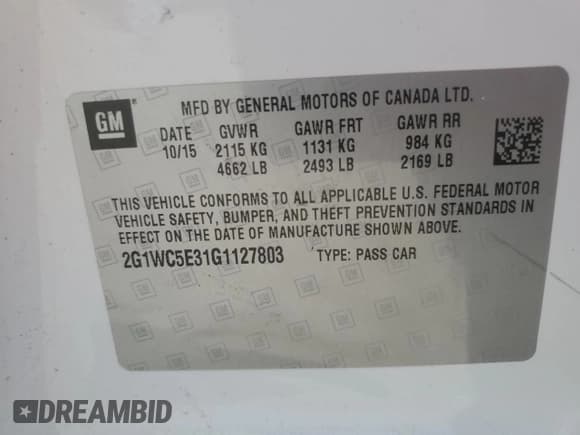 GM
MFD BY GENERAL MOTORS OF CANADA LTD.
DATE GVWR GAWR FRT GAWR RR
10/15 2115 KG 1131 KG 984 KG
4662 LB 2493 LB 2169 LB
THIS VEHICLE CONFORMS TO ALL APPLICABLE U.S. FEDERAL MOTOR
VEHICLE SAFETY, BUMPER, AND THEFT PREVENTION STANDARDS IN
EFFECT ON THE DATE OF MANUFACTURE SHOWN ABOVE.
2G1WC5E31G1127803 TYPE: PASS CAR
DREAMBID